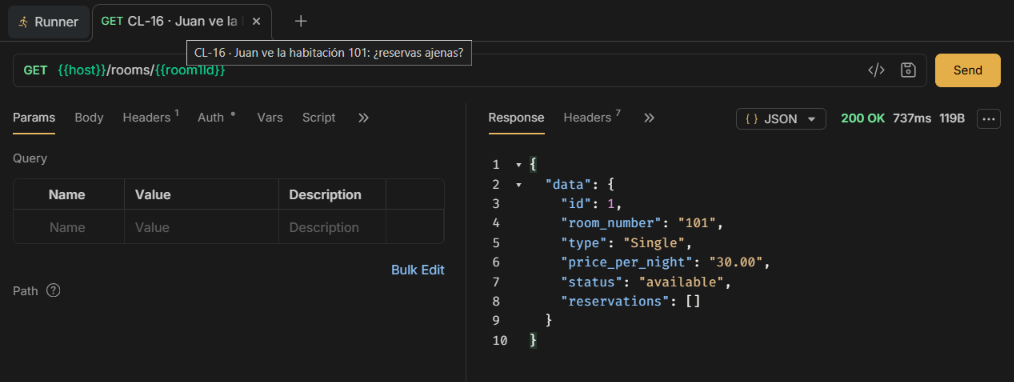 Runner
GET CL-16 · Juan ve la
CL-16 · Juan ve la habitación 101: ¿reservas ajenas?
GET {{host}}/rooms/{{room1Id}}
Send
Params Body Headers 1 Auth Vars Script
Query
Name Value Description
Name Value Description
Bulk Edit
Path ?
Response Headers 7 { } JSON 200 OK 737ms 119B ...
1 {
2 "data": {
3 "id": 1,
4 "room_number": "101",
5 "type": "Single",
6 "price_per_night": "30.00",
7 "status": "available",
8 "reservations": []
9 }
10 }